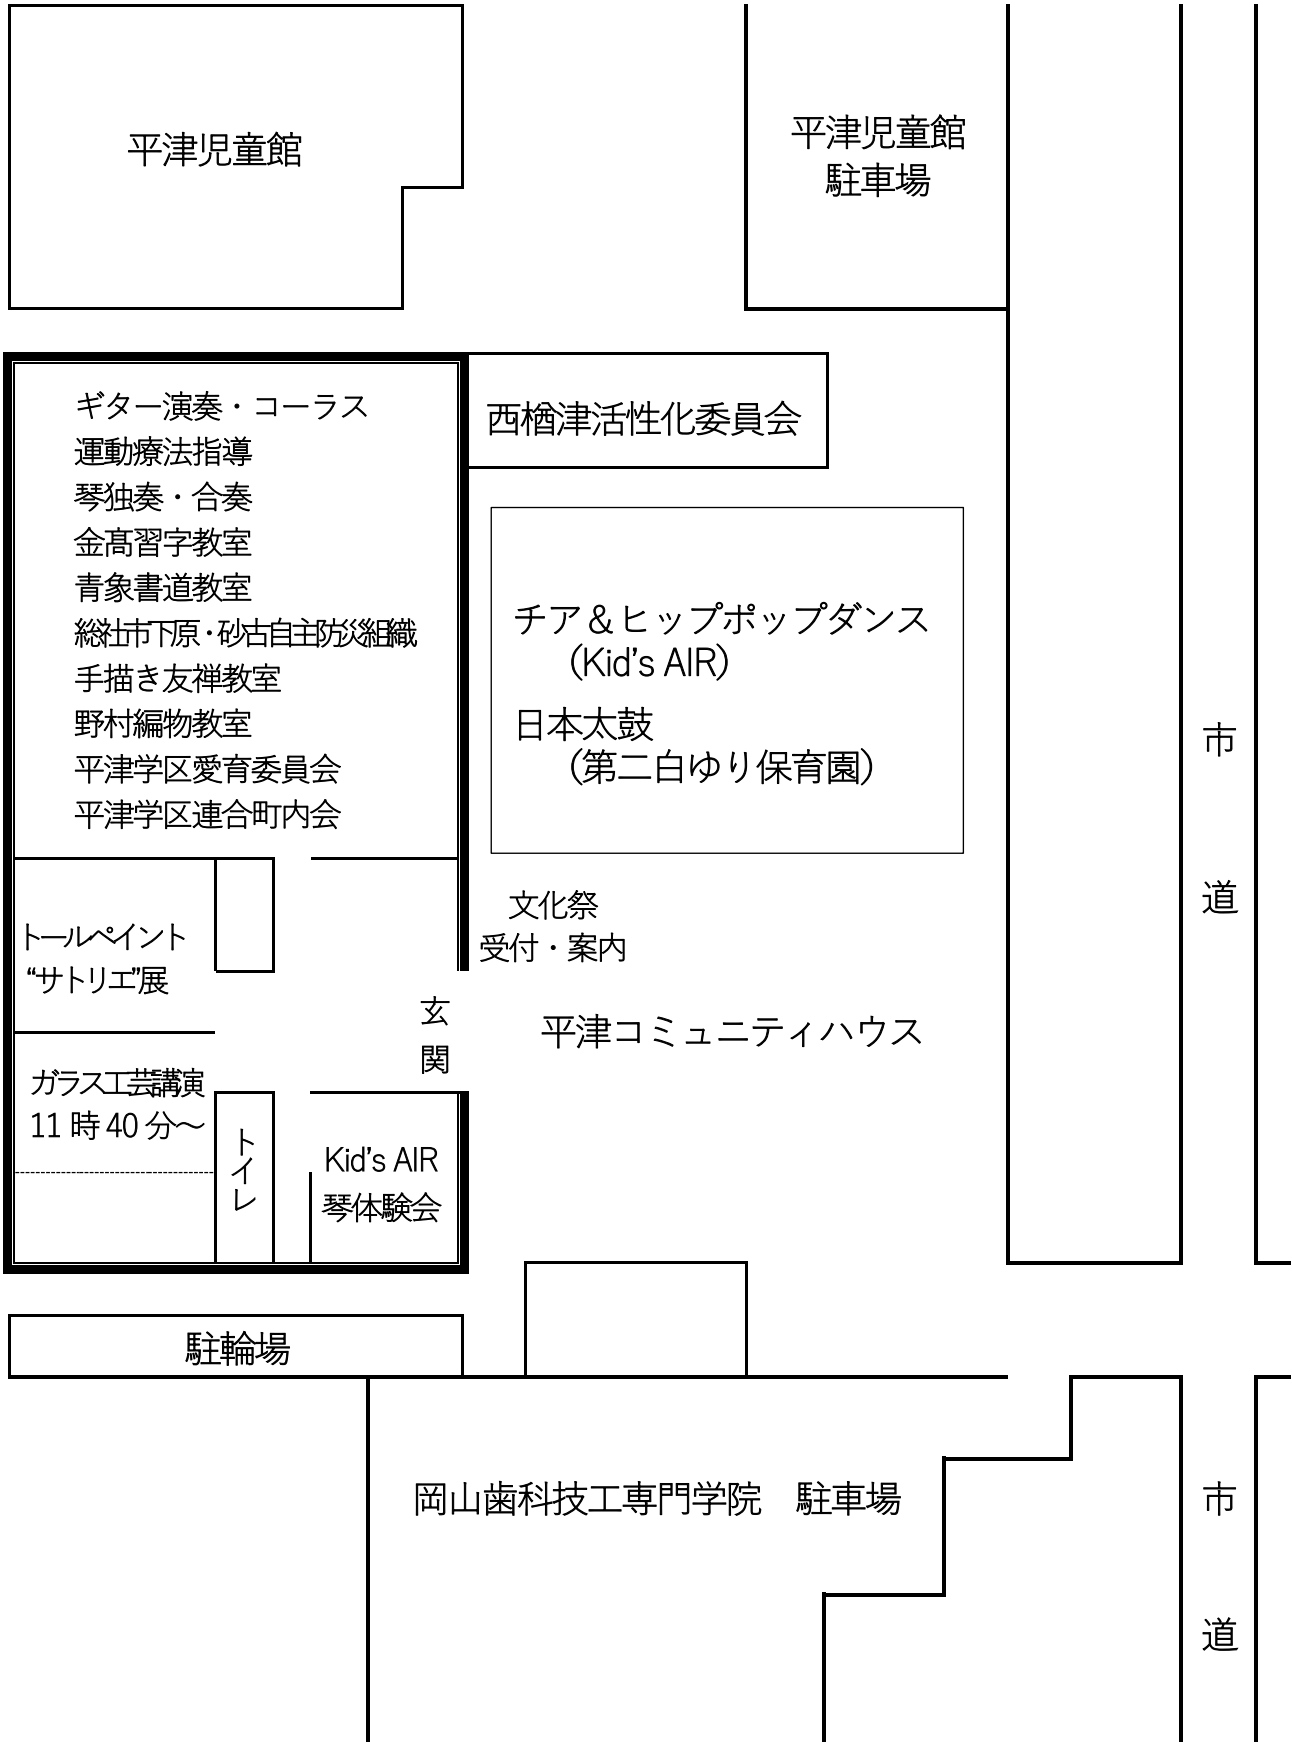 平津児童館
平津児童館
駐車場
ギター演奏・コーラス
運動療法指導
琴独奏・合奏
金髙習字教室
青象書道教室
総社市下原・砂古自主防災組織
手描き友禅教室
野村編物教室
平津学区愛育委員会
平津学区連合町内会
西楢津活性化委員会
チア＆ヒップポップダンス
（Kid’s AIR）
日本太鼓
（第二白ゆり保育園）
文化祭
受付・案内
トールペイント
“サトリエ”展
玄関
平津コミュニティハウス
ガラス工芸講演
11時40分～
トイレ
Kid’s AIR
琴体験会
市道
駐輪場
岡山歯科技工専門学院　駐車場
市道